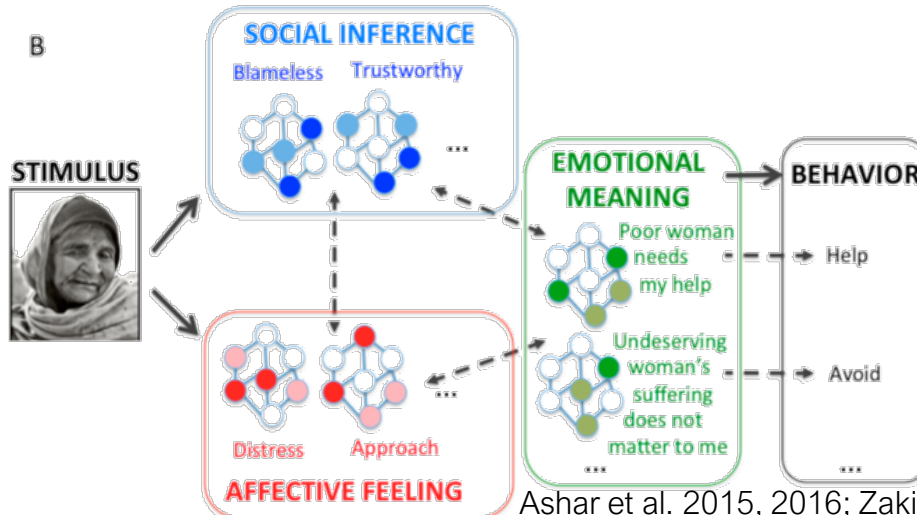 B
SOCIAL INFERENCE
Blameless
Trustworthy
...
STIMULUS
EMOTIONAL
MEANING
BEHAVIOR
Poor woman
needs
my help
Help
Undeserving
woman's
suffering
does not
matter to me
Avoid
...
...
...
Distress
Approach
AFFECTIVE FEELING
Ashar et al. 2015, 2016; Zaki